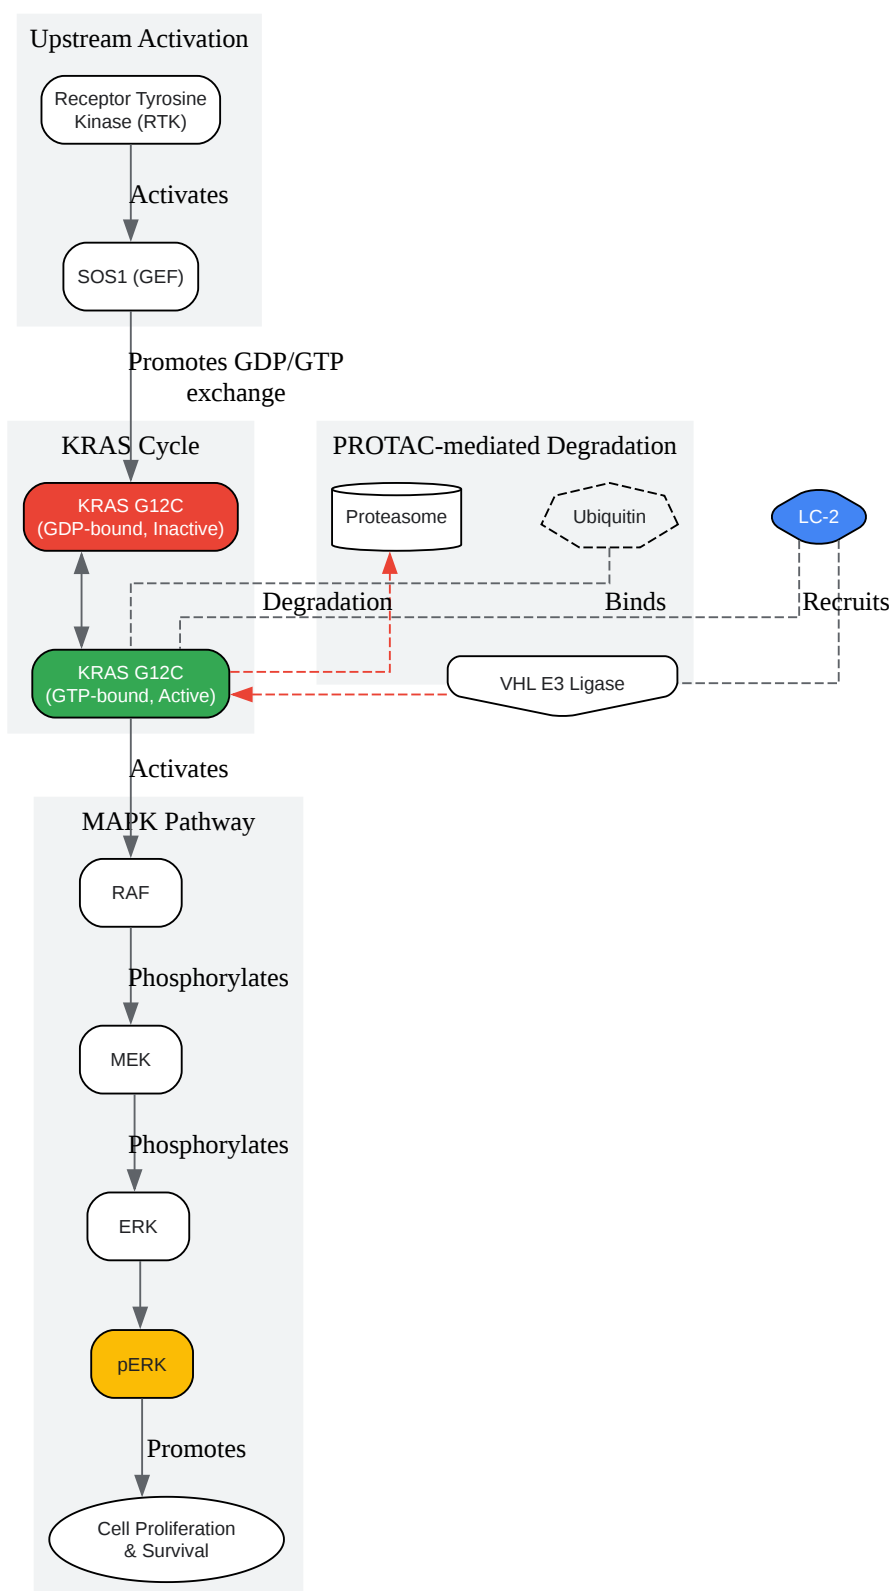 Upstream Activation
Receptor Tyrosine
Kinase (RTK)
Activates
SOS1 (GEF)
Promotes GDP/GTP
exchange
KRAS Cycle
PROTAC-mediated Degradation
KRAS G12C
(GDP-bound, Inactive)
Proteasome
Ubiquitin
LC-2
Degradation
Binds
Recruits
KRAS G12C
(GTP-bound, Active)
VHL E3 Ligase
Activates
MAPK Pathway
RAF
Phosphorylates
MEK
Phosphorylates
ERK
pERK
Promotes
Cell Proliferation
& Survival